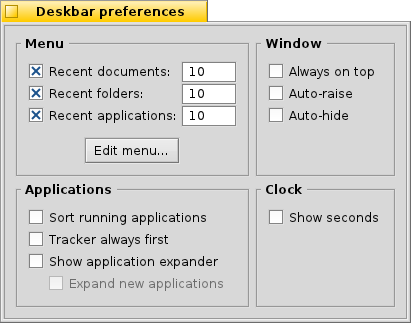 Deskbar preferences
Menu
Recent documents: 10
Recent folders: 10
Recent applications: 10
Edit menu...
Window
Always on top
Auto-raise
Auto-hide
Applications
Sort running applications
Tracker always first
Show application expander
Expand new applications
Clock
Show seconds